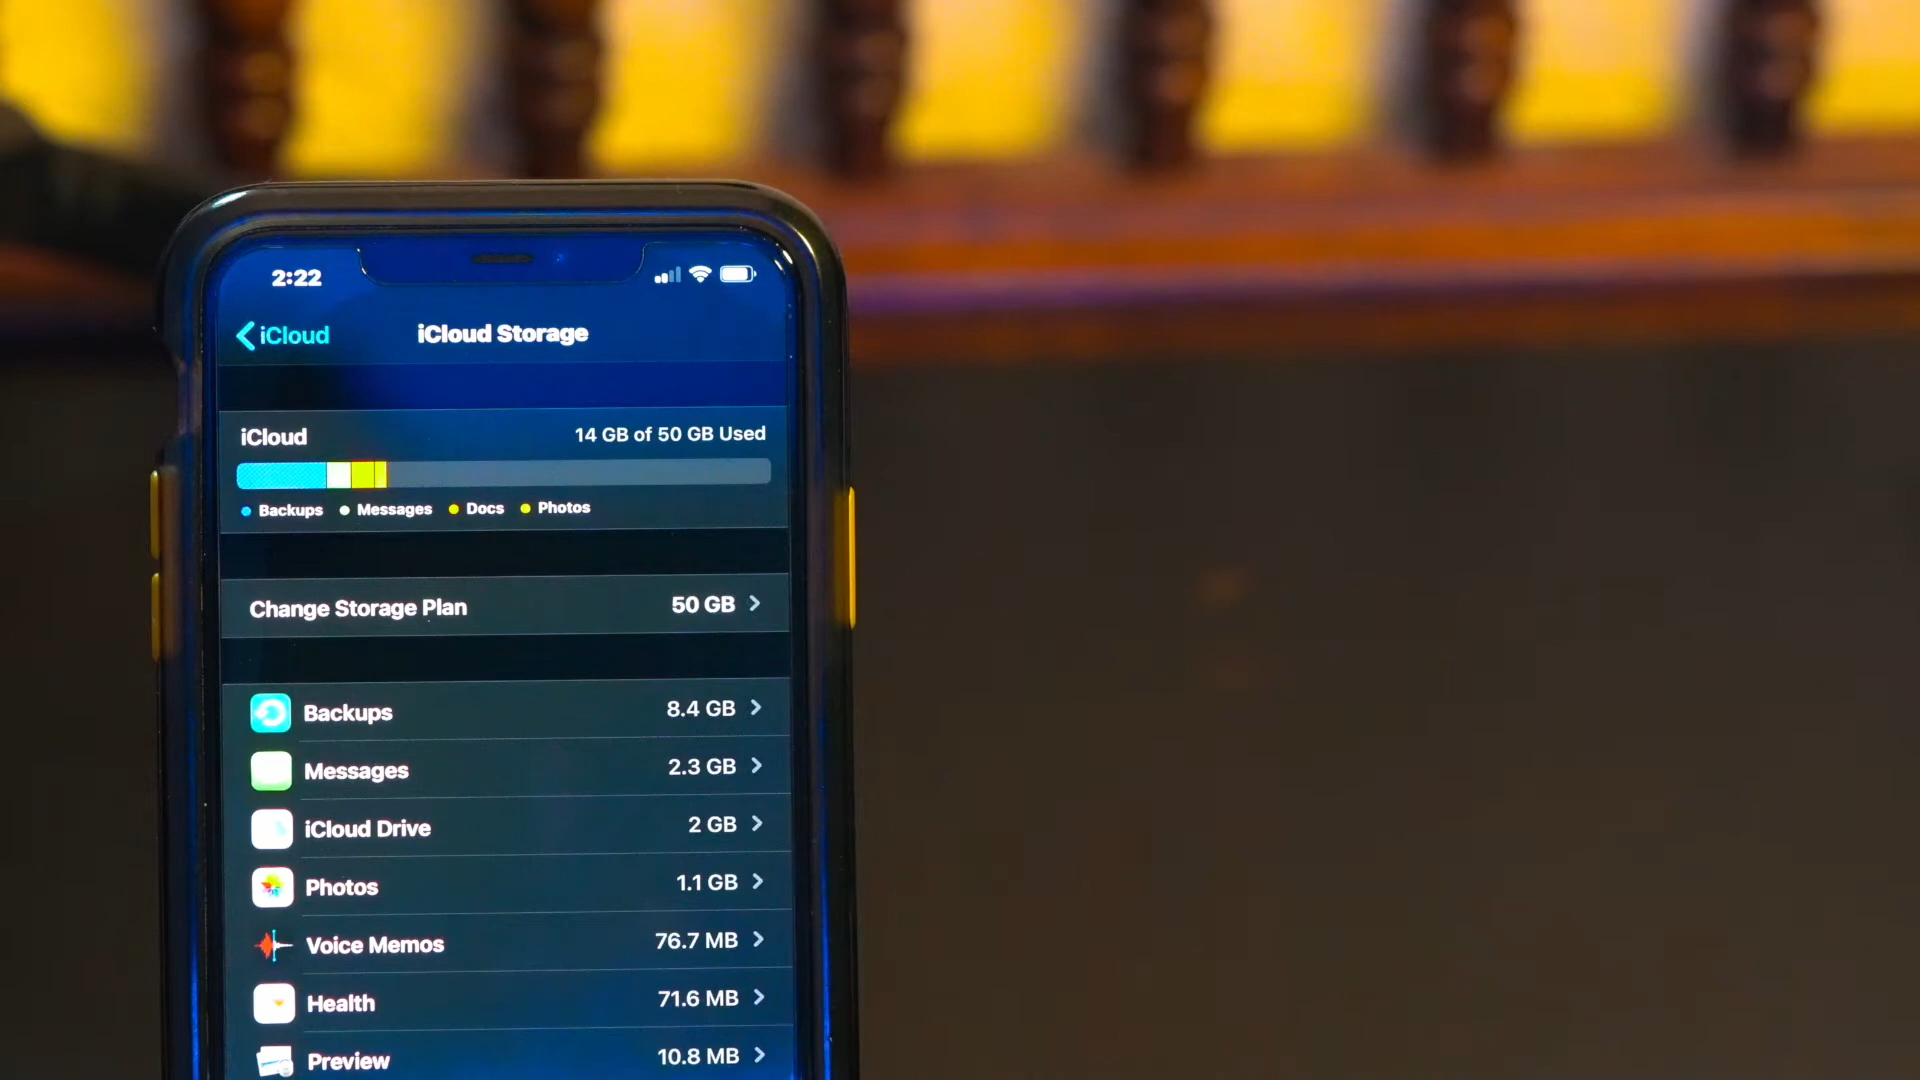 2:22
iCloud
iCloud Storage
iCloud
14 GB of 50 GB Used
Backups Messages Docs Photos
Change Storage Plan 50 GB
Backups 8.4 GB
Messages 2.3 GB
iCloud Drive 2 GB
Photos 1.1 GB
Voice Memos 76.7 MB
Health 71.6 MB
Preview 10.8 MB